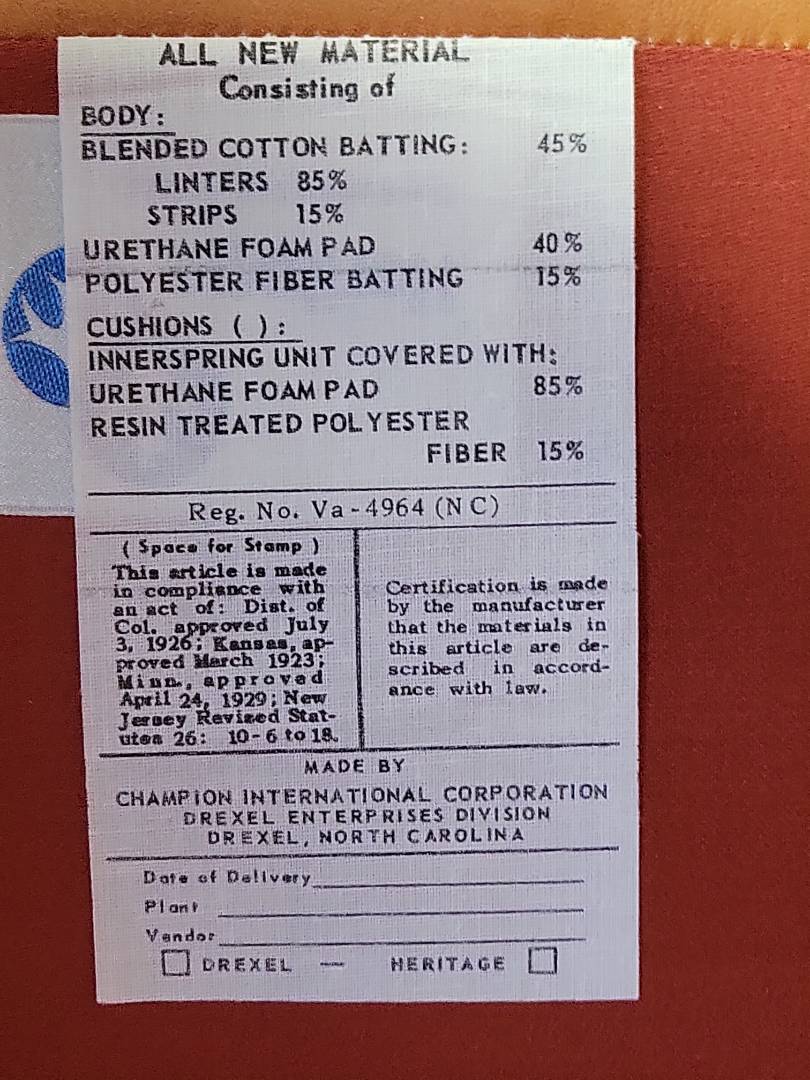 ALL NEW MATERIAL
Consisting of
BODY:
BLENDED COTTON BATTING: 45%
LINTERS 85%
STRIPS 15%
URETHANE FOAM PAD 40%
POLYESTER FIBER BATTING 15%
CUSHIONS ( ):
INNERSPRING UNIT COVERED WITH:
URETHANE FOAM PAD 85%
RESIN TREATED POLYESTER
FIBER 15%
Reg. No. Va-4964 (NC)
( Space for Stamp )
This article is made
in compliance with
an act of: Dist. of
Col. approved July
3, 1926; Kansas, ap-
proved March 1923;
Minn., approved
April 24, 1929; New
Jersey Revised Stat-
utes 26: 10-6 to 18.
Certification is made
by the manufacturer
that the materials in
this article are de-
scribed in accord-
ance with law.
MADE BY
CHAMPION INTERNATIONAL CORPORATION
DREXEL ENTERPRISES DIVISION
DREXEL, NORTH CAROLINA
Date of Delivery
Plant
Vendor
DREXEL — HERITAGE